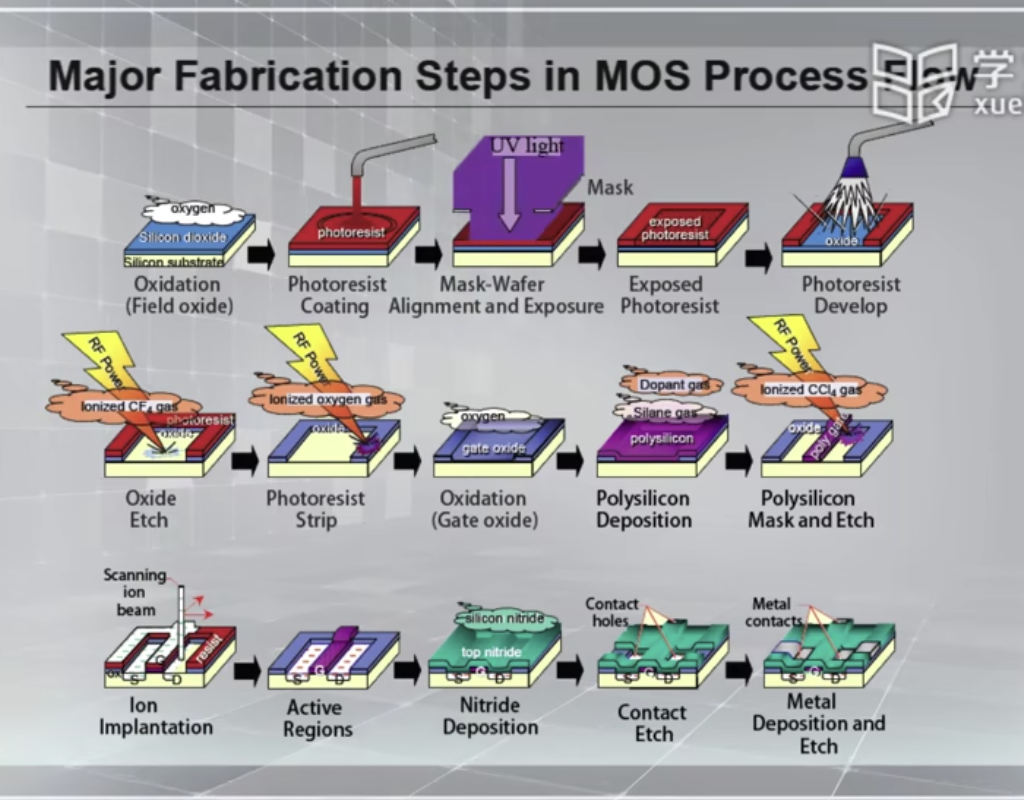 Major Fabrication Steps in MOS Process Flow
学
xue
UV light
Mask
oxygen
Silicon dioxide
Silicon substrate
photoresist
exposed
photoresist
oxide
Oxidation
(Field oxide)
Photoresist
Coating
Mask-Wafer
Alignment and Exposure
Exposed
Photoresist
Photoresist
Develop
RF Power
Ionized CF₄ gas
photoresist
oxide
RF Power
Ionized oxygen gas
oxide
oxygen
gate oxide
Dopant gas
Silane gas
polysilicon
RF Power
Ionized CCl₄ gas
oxide
poly gate
Oxide
Etch
Photoresist
Strip
Oxidation
(Gate oxide)
Polysilicon
Deposition
Polysilicon
Mask and Etch
Scanning
ion
beam
resist
ox
G
S D
G
S D
silicon nitride
top nitride
G
S D
Contact
holes
G
S D
Metal
contacts
G
S D
Ion
Implantation
Active
Regions
Nitride
Deposition
Contact
Etch
Metal
Deposition and
Etch